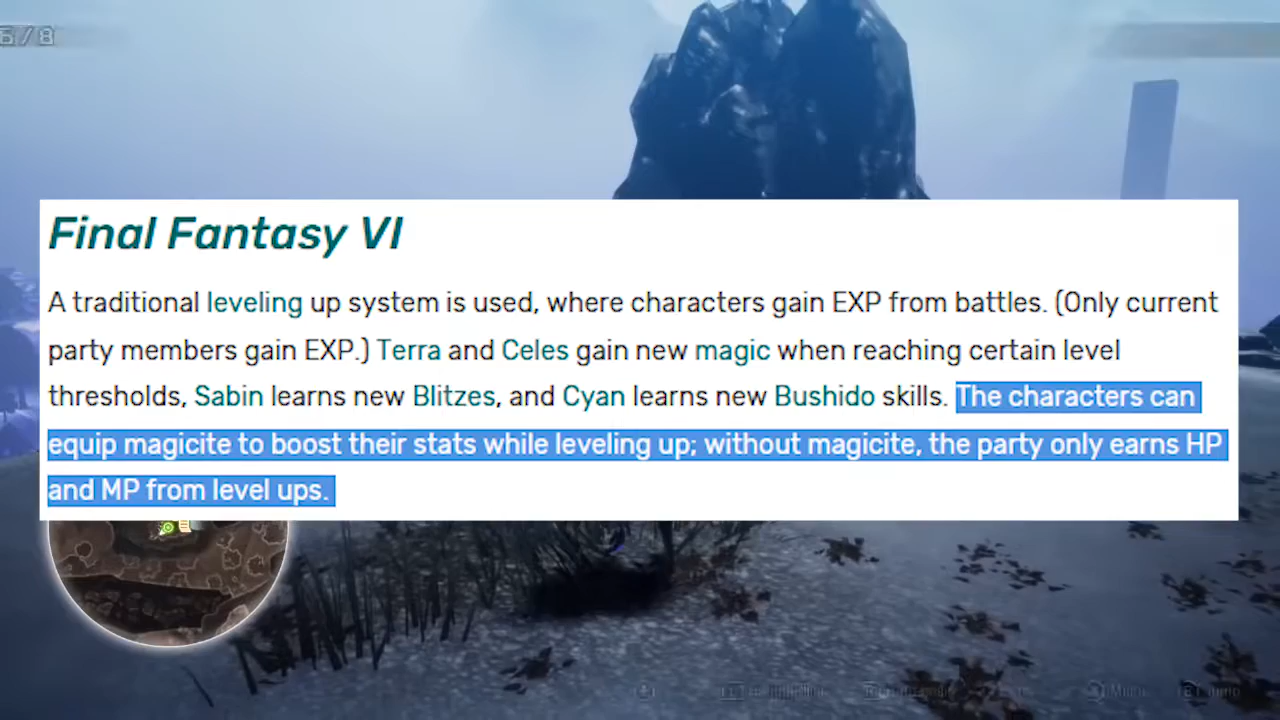 6/8
Final Fantasy VI
A traditional leveling up system is used, where characters gain EXP from battles. (Only current
party members gain EXP.) Terra and Celes gain new magic when reaching certain level
thresholds, Sabin learns new Blitzes, and Cyan learns new Bushido skills. The characters can
equip magicite to boost their stats while leveling up; without magicite, the party only earns HP
and MP from level ups.